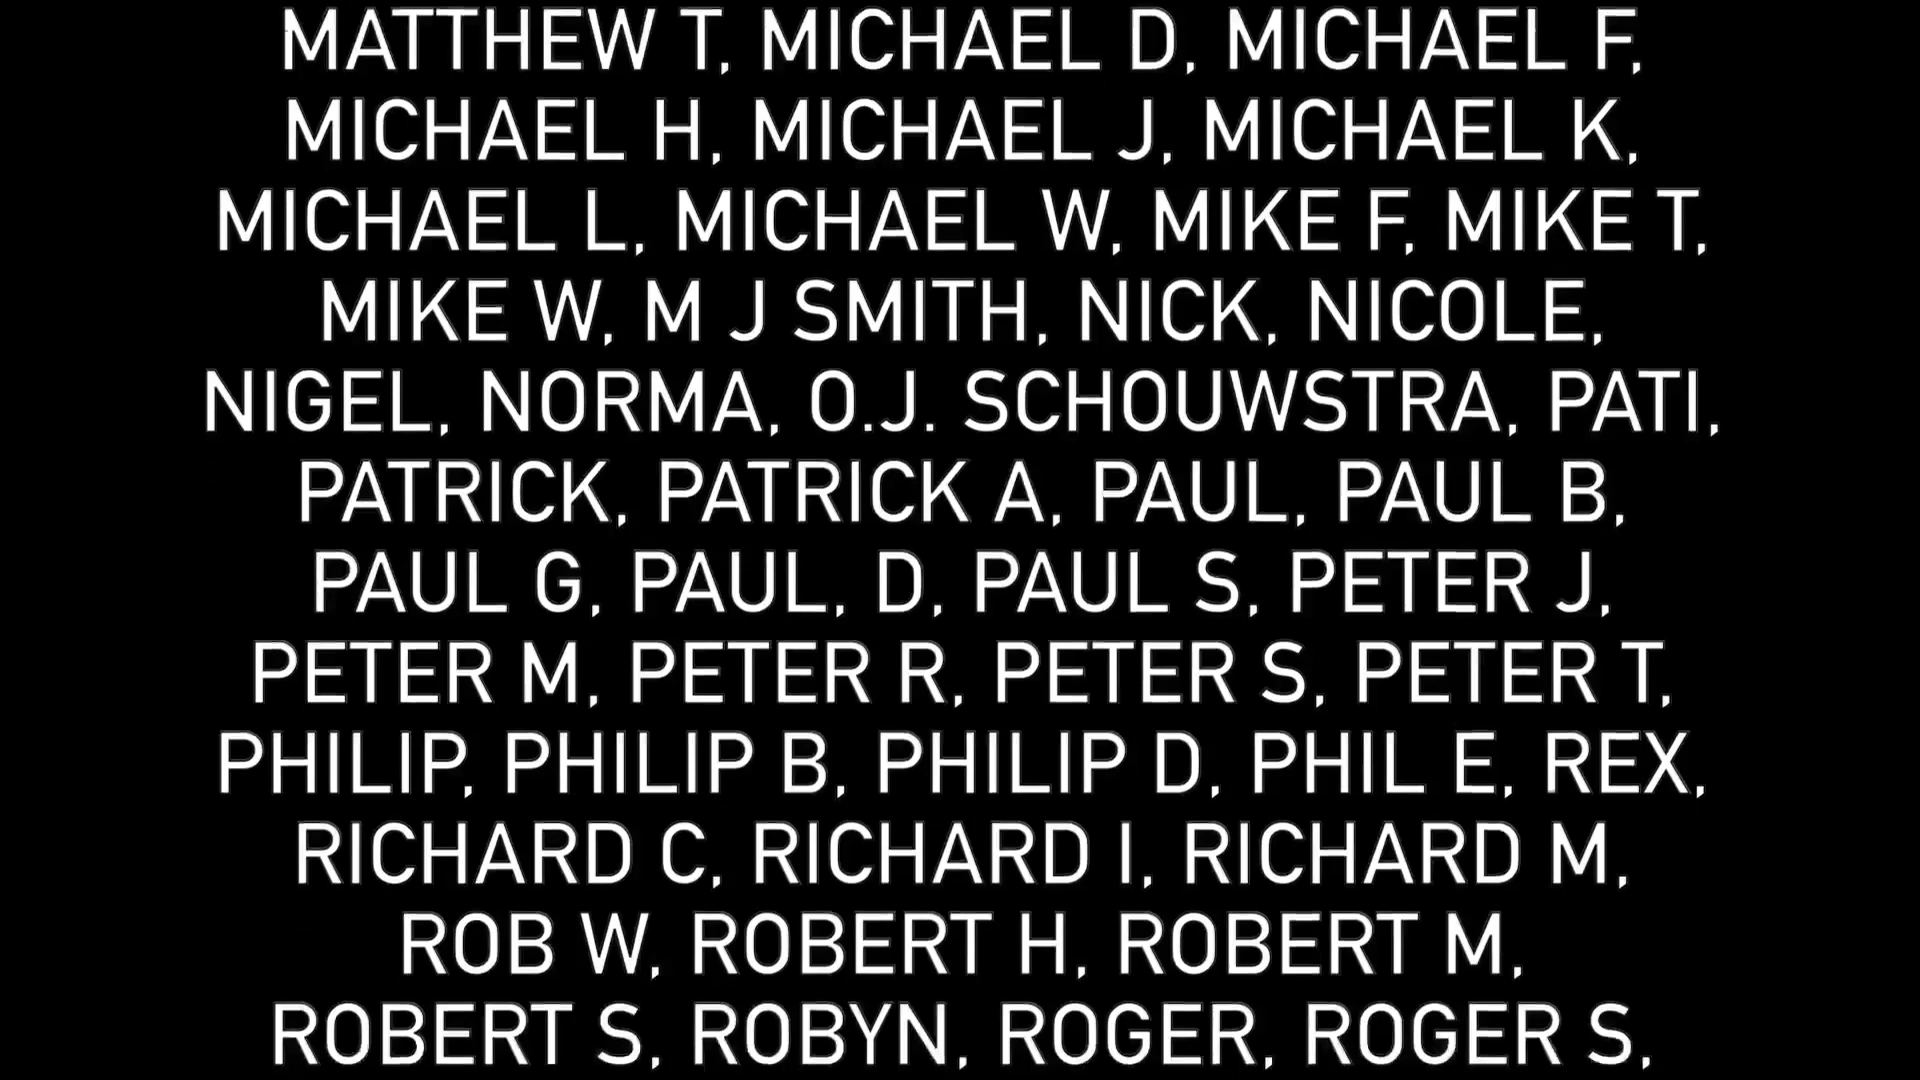 MATTHEW T, MICHAEL D, MICHAEL F,
MICHAEL H, MICHAEL J, MICHAEL K,
MICHAEL L, MICHAEL W, MIKE F, MIKE T,
MIKE W, M J SMITH, NICK, NICOLE,
NIGEL, NORMA, O.J. SCHOUWSTRA, PATI,
PATRICK, PATRICK A, PAUL, PAUL B,
PAUL G, PAUL, D, PAUL S, PETER J,
PETER M, PETER R, PETER S, PETER T,
PHILIP, PHILIP B, PHILIP D, PHIL E, REX,
RICHARD C, RICHARD I, RICHARD M,
ROB W, ROBERT H, ROBERT M,
ROBERT S, ROBYN, ROGER, ROGER S,